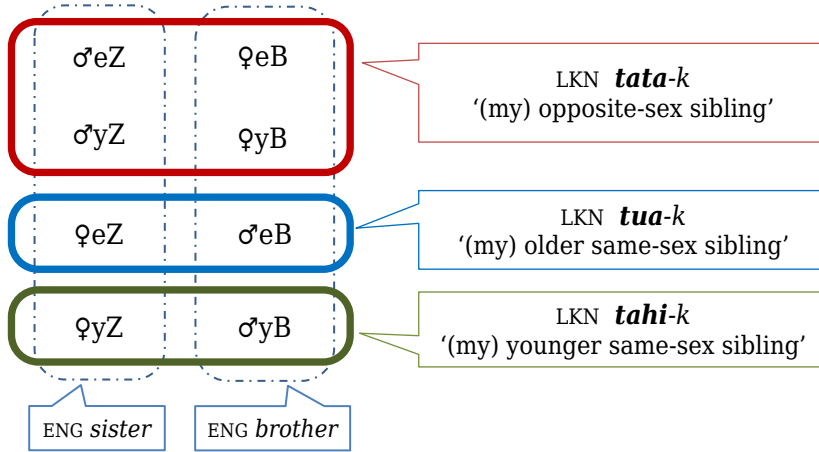 ♂eZ ♀eB
LKN tata-k
‘(my) opposite-sex sibling’
♂yZ ♀yB
♀eZ ♂eB
LKN tua-k
‘(my) older same-sex sibling’
♀yZ ♂yB
LKN tahi-k
‘(my) younger same-sex sibling’
ENG sister
ENG brother